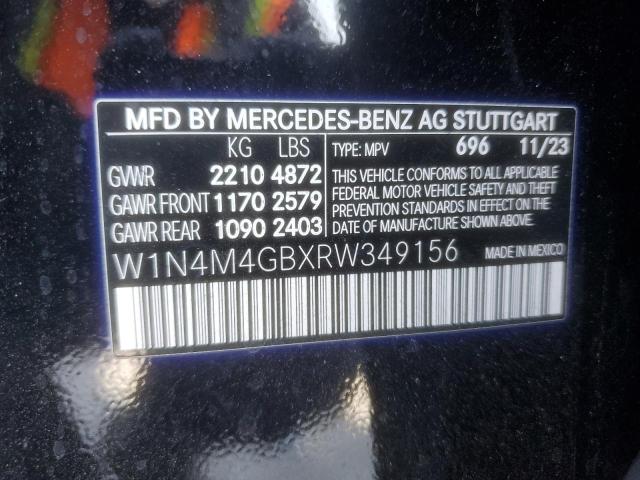 MFD BY MERCEDES-BENZ AG STUTTGART
KG LBS
GVWR 2210 4872
GAWR FRONT 1170 2579
GAWR REAR 1090 2403
TYPE: MPV 696 11/23
THIS VEHICLE CONFORMS TO ALL APPLICABLE
FEDERAL MOTOR VEHICLE SAFETY AND THEFT
PREVENTION STANDARDS IN EFFECT ON THE
DATE OF MANUFACTURE SHOWN ABOVE.
W1N4M4GBXRW349156
MADE IN MEXICO